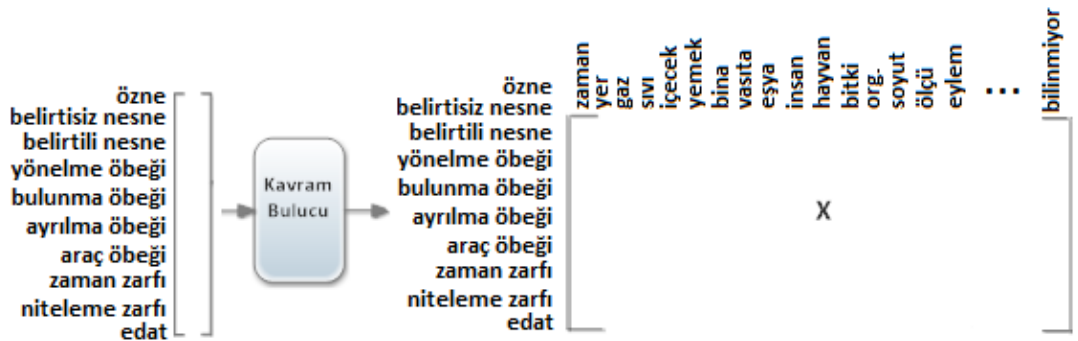 özne
belirtisiz nesne
belirtili nesne
yönelme öbeği
bulunma öbeği
ayrılma öbeği
araç öbeği
zaman zarfı
niteleme zarfı
edat
Kavram
Bulucu
özne
belirtisiz nesne
belirtili nesne
yönelme öbeği
bulunma öbeği
ayrılma öbeği
araç öbeği
zaman zarfı
niteleme zarfı
edat
zaman
yer
gaz
sıvı
içecek
yemek
bina
vasıta
eşya
insan
hayvan
bitki
org.
soyut
ölçü
eylem
...
bilinmiyor
X